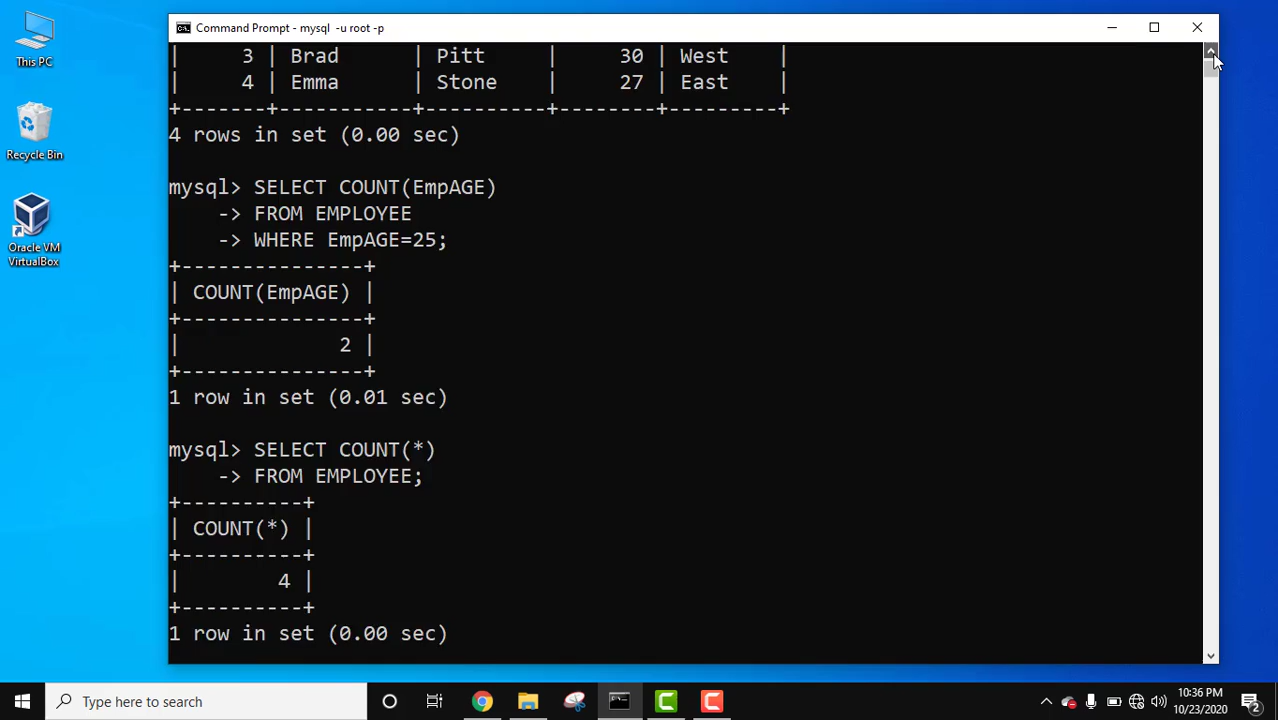 This PC
Recycle Bin
Oracle VM
VirtualBox
Command Prompt - mysql  -u root -p
|     3 | Brad      | Pitt     |     30 | West    |
|     4 | Emma      | Stone    |     27 | East    |
+-------+-----------+----------+--------+---------+
4 rows in set (0.00 sec)
mysql> SELECT COUNT(EmpAGE)
    -> FROM EMPLOYEE
    -> WHERE EmpAGE=25;
+---------------+
| COUNT(EmpAGE) |
+---------------+
|             2 |
+---------------+
1 row in set (0.01 sec)
mysql> SELECT COUNT(*)
    -> FROM EMPLOYEE;
+----------+
| COUNT(*) |
+----------+
|        4 |
+----------+
1 row in set (0.00 sec)
Type here to search
10:36 PM
10/23/2020
2